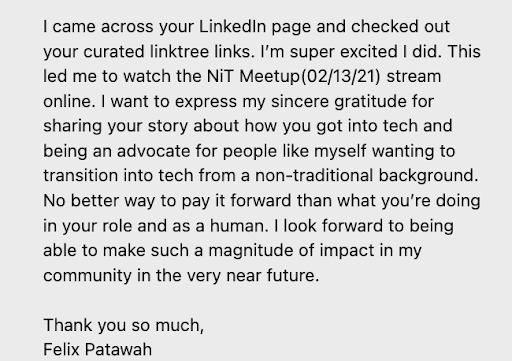 I came across your LinkedIn page and checked out
your curated linktree links. I'm super excited I did. This
led me to watch the NiT Meetup(02/13/21) stream
online. I want to express my sincere gratitude for
sharing your story about how you got into tech and
being an advocate for people like myself wanting to
transition into tech from a non-traditional background.
No better way to pay it forward than what you're doing
in your role and as a human. I look forward to being
able to make such a magnitude of impact in my
community in the very near future.

Thank you so much,
Felix Patawah